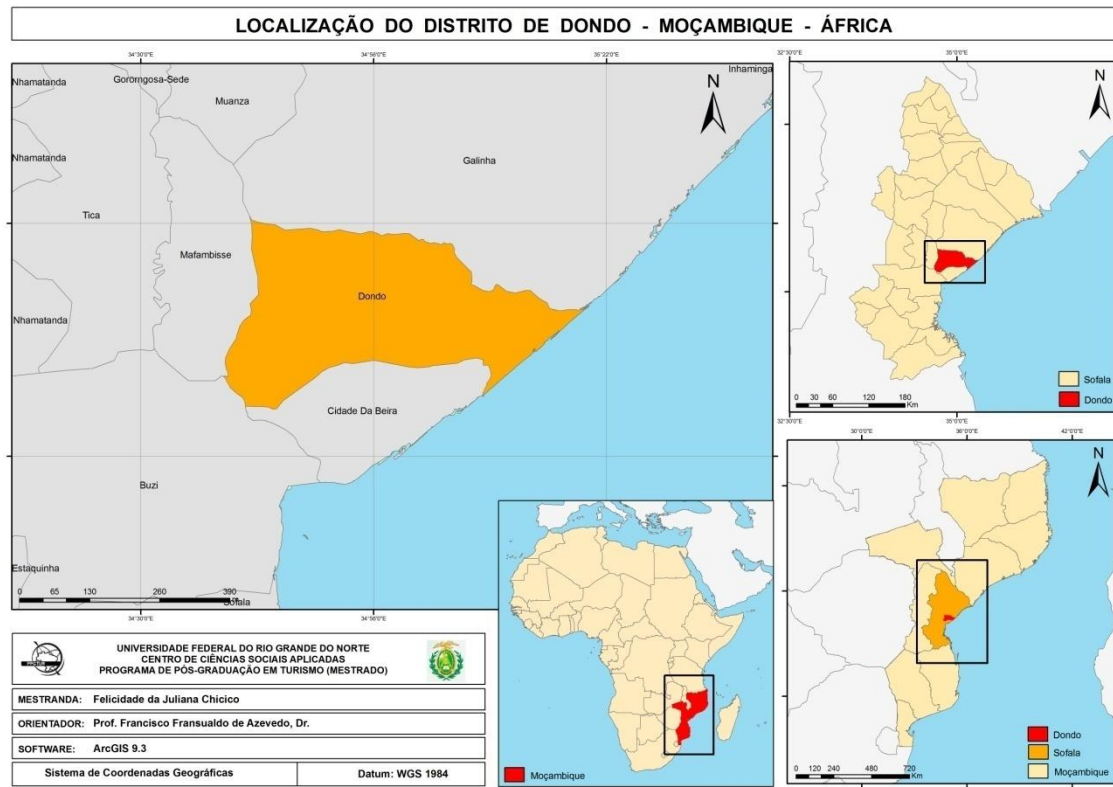 LOCALIZAÇÃO DO DISTRITO DE DONDO - MOÇAMBIQUE - ÁFRICA
34°30'0"E
34°56'0"E
35°22'0"E
Nhamatanda
Gororngosa-Sede
Inhaminga
Muanza
N
Nhamatanda
Galinha
Tica
Mafambisse
Dondo
Nhamatanda
Cidade Da Beira
Buzi
Estaquinha
0 65 130 260 390
Sofala
34°30'0"E
34°56'0"E
32°30'0"E
35°0'0"E
N
Sofala
Dondo
0 30 60 120 180
Km
32°30'0"E
35°0'0"E
30°0'0"E
36°0'0"E
42°0'0"E
N
Dondo
Sofala
Moçambique
0 120 240 480 720
Km
Moçambique
UNIVERSIDADE FEDERAL DO RIO GRANDE DO NORTE
CENTRO DE CIÊNCIAS SOCIAIS APLICADAS
PROGRAMA DE PÓS-GRADUAÇÃO EM TURISMO (MESTRADO)
MESTRANDA: Felicidade da Juliana Chicico
ORIENTADOR: Prof. Francisco Fransualdo de Azevedo, Dr.
SOFTWARE: ArcGIS 9.3
Sistema de Coordenadas Geográficas
Datum: WGS 1984